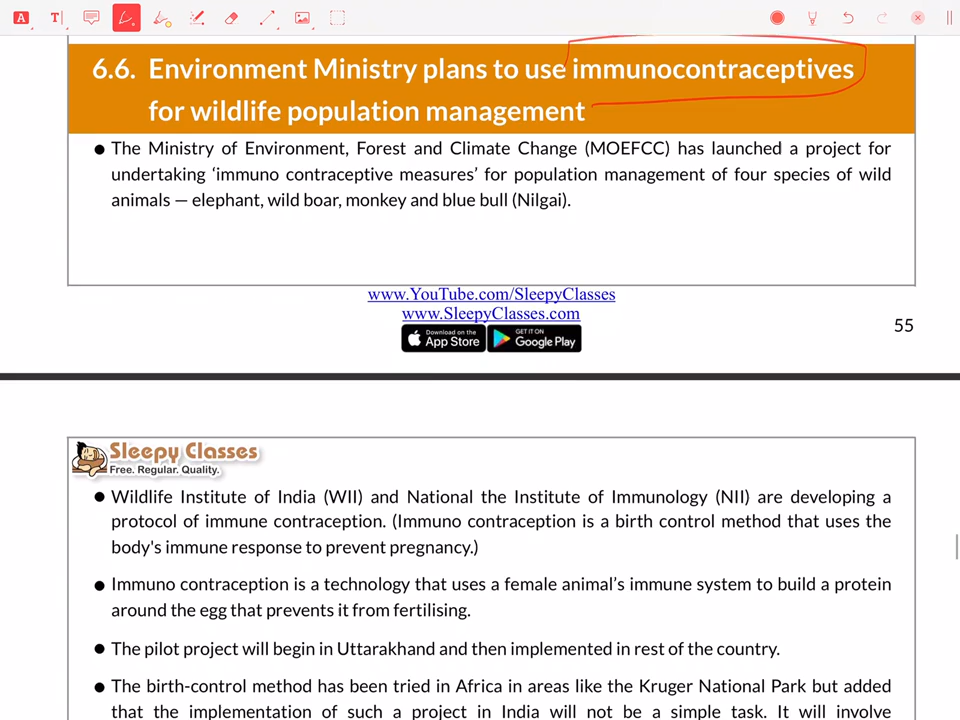 A T
6.6. Environment Ministry plans to use immunocontraceptives
for wildlife population management
● The Ministry of Environment, Forest and Climate Change (MOEFCC) has launched a project for
undertaking ‘immuno contraceptive measures’ for population management of four species of wild
animals — elephant, wild boar, monkey and blue bull (Nilgai).
www.YouTube.com/SleepyClasses
www.SleepyClasses.com
Download on the App Store GET IT ON Google Play
55
Sleepy Classes
Free. Regular. Quality.
● Wildlife Institute of India (WII) and National the Institute of Immunology (NII) are developing a
protocol of immune contraception. (Immuno contraception is a birth control method that uses the
body's immune response to prevent pregnancy.)
● Immuno contraception is a technology that uses a female animal’s immune system to build a protein
around the egg that prevents it from fertilising.
● The pilot project will begin in Uttarakhand and then implemented in rest of the country.
● The birth-control method has been tried in Africa in areas like the Kruger National Park but added
that the implementation of such a project in India will not be a simple task. It will involve